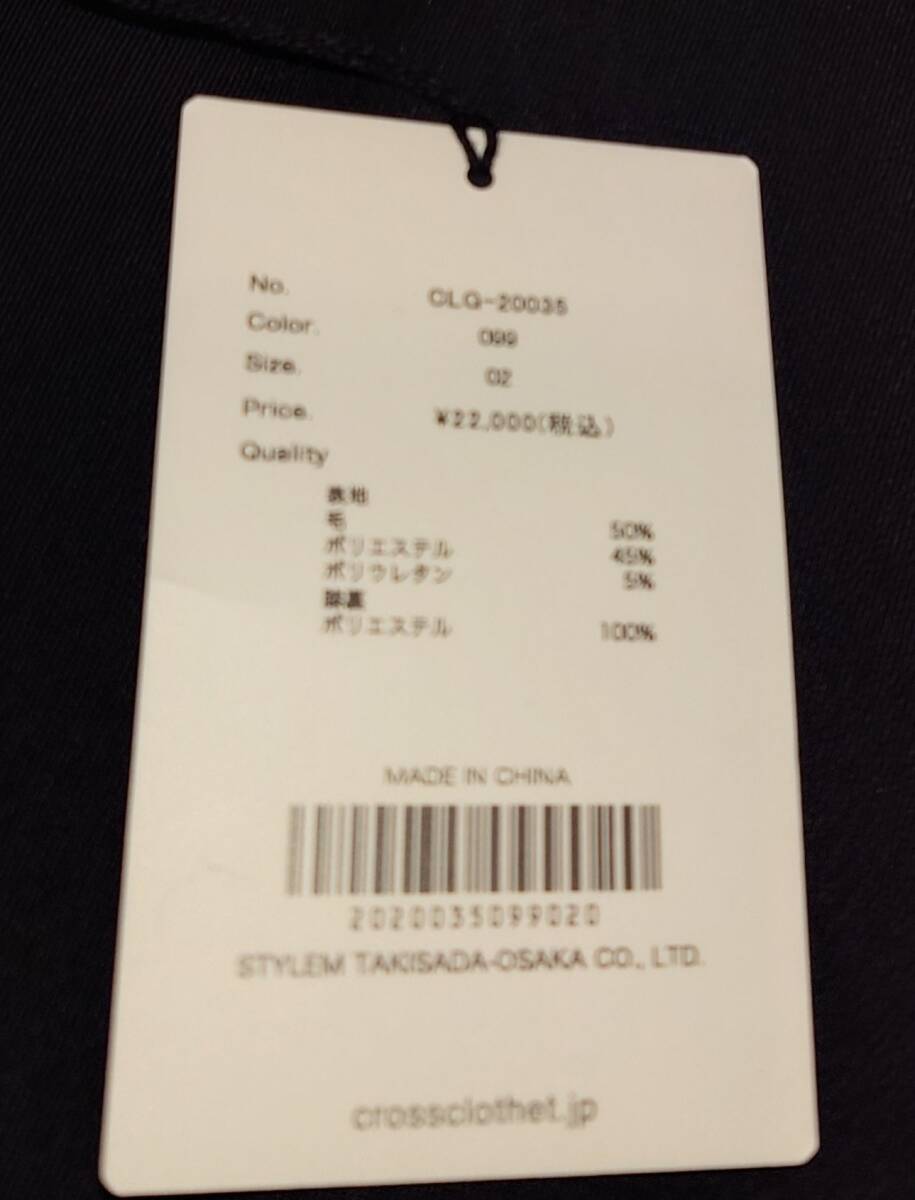 No. CLG-20035
Color. 099
Size. 02
Price. ¥22,000(税込)
Quality
表地
毛 50%
ポリエステル 45%
ポリウレタン 5%
脚裏
ポリエステル 100%
MADE IN CHINA
2020035099020
STYLEM TAKISADA-OSAKA CO., LTD.
crossclothet.jp